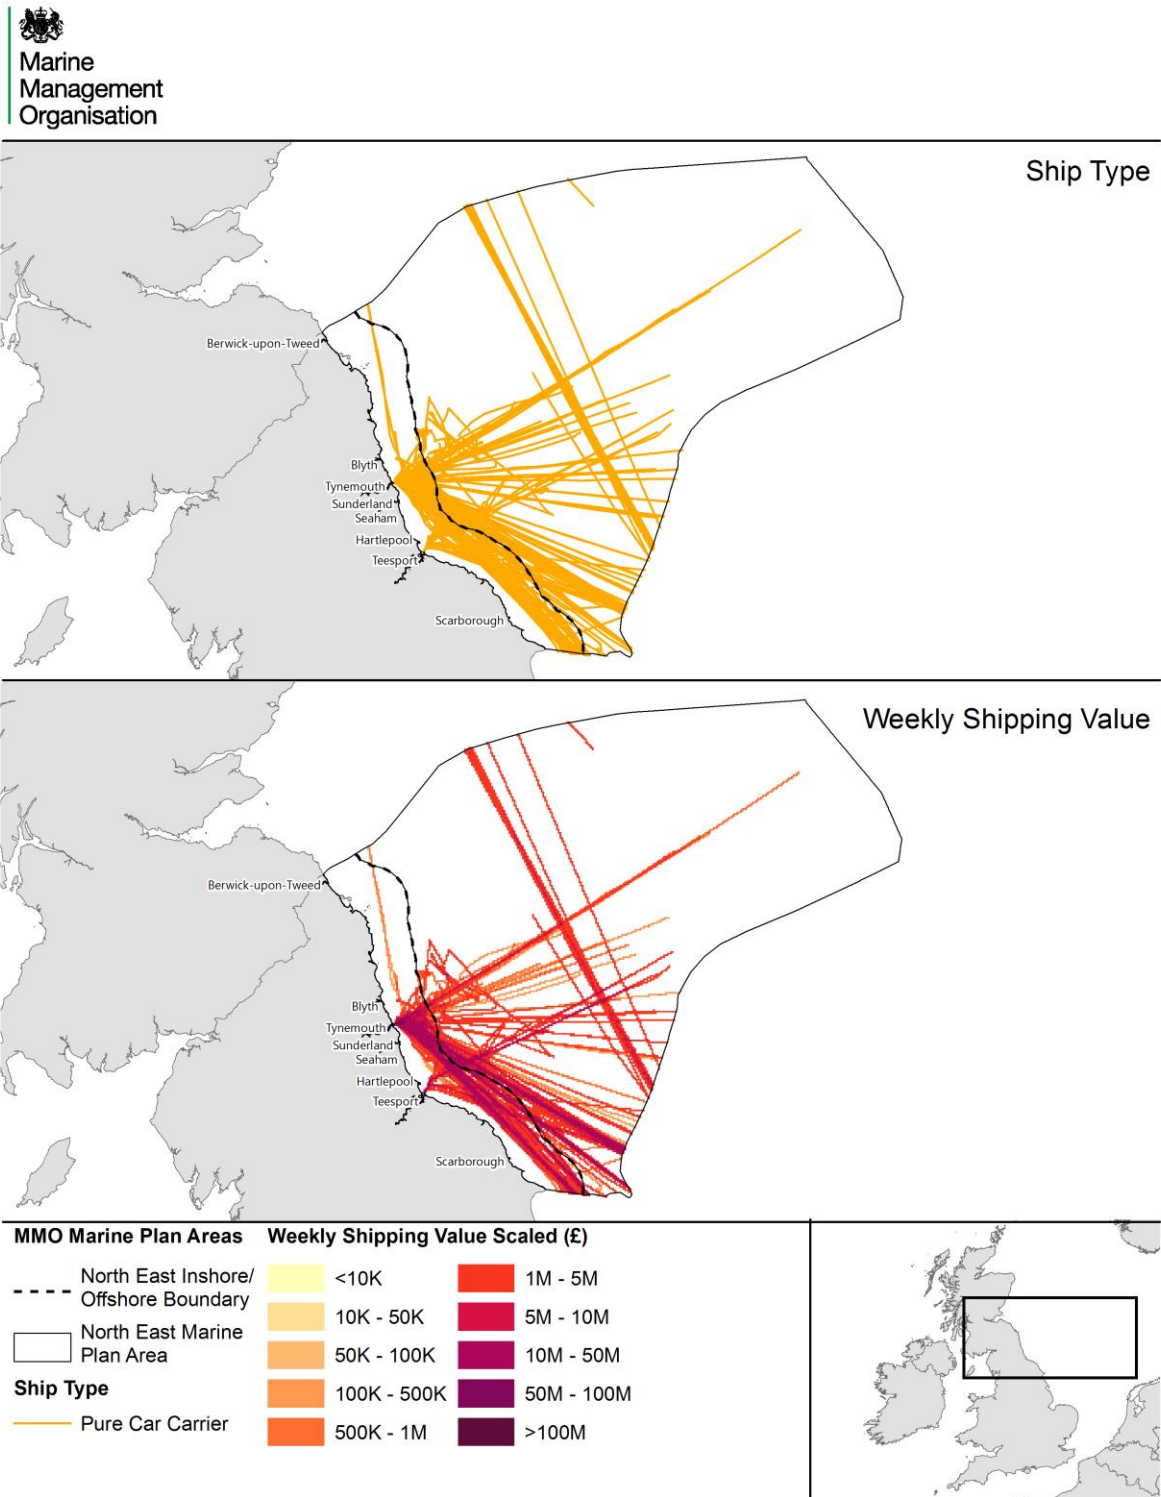 Marine
Management
Organisation
Ship Type
Berwick-upon-Tweed
Blyth
Tynemouth
Sunderland
Seaham
Hartlepool
Teesport
Scarborough
Weekly Shipping Value
Berwick-upon-Tweed
Blyth
Tynemouth
Sunderland
Seaham
Hartlepool
Teesport
Scarborough
MMO Marine Plan Areas
North East Inshore/
Offshore Boundary
North East Marine
Plan Area
Ship Type
Pure Car Carrier
Weekly Shipping Value Scaled (£)
<10K
10K - 50K
50K - 100K
100K - 500K
500K - 1M
1M - 5M
5M - 10M
10M - 50M
50M - 100M
>100M